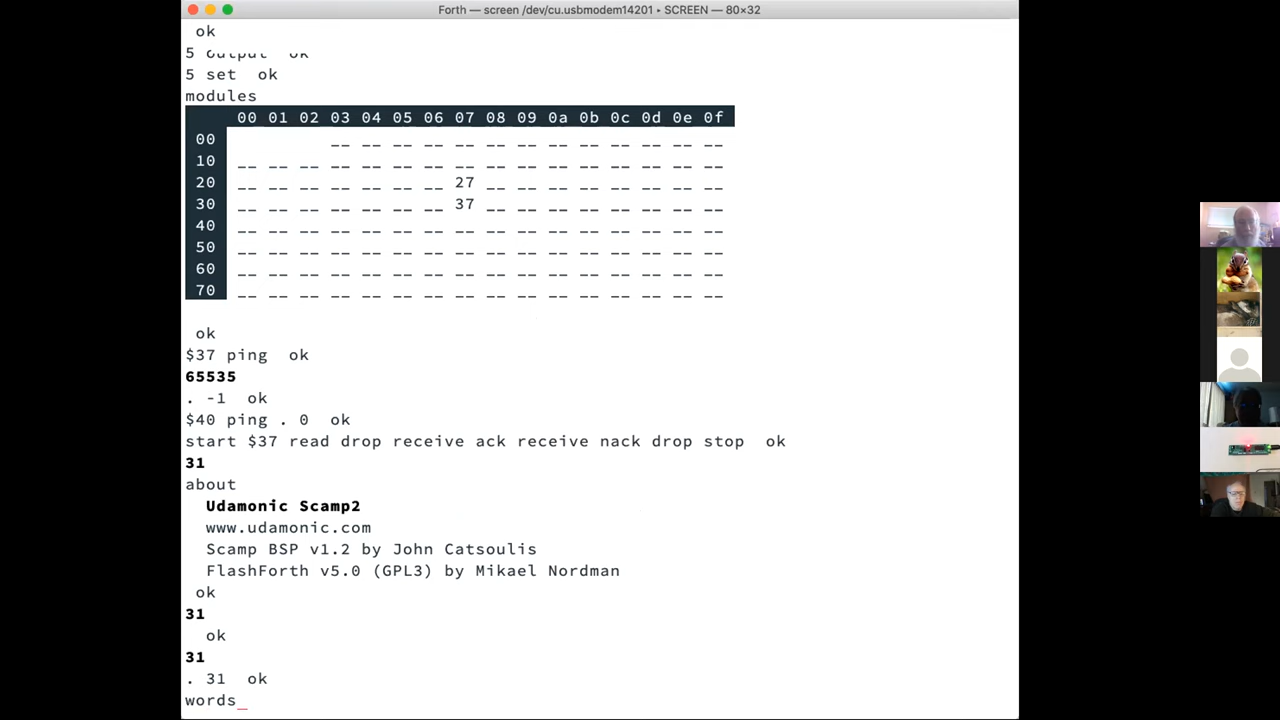 Forth — screen /dev/cu.usbmodem14201 ▸ SCREEN — 80×32
ok
5 output ok
5 set ok
modules
00 01 02 03 04 05 06 07 08 09 0a 0b 0c 0d 0e 0f
00 -- -- -- -- -- -- -- -- -- -- -- -- --
10 -- -- -- -- -- -- -- -- -- -- -- -- -- -- -- --
20 -- -- -- -- -- -- -- 27 -- -- -- -- -- -- -- --
30 -- -- -- -- -- -- -- 37 -- -- -- -- -- -- -- --
40 -- -- -- -- -- -- -- -- -- -- -- -- -- -- -- --
50 -- -- -- -- -- -- -- -- -- -- -- -- -- -- -- --
60 -- -- -- -- -- -- -- -- -- -- -- -- -- -- -- --
70 -- -- -- -- -- -- -- -- -- -- -- -- -- -- -- --
ok
$37 ping ok
65535
. -1 ok
$40 ping . 0 ok
start $37 read drop receive ack receive nack drop stop ok
31
about
Udamonic Scamp2
www.udamonic.com
Scamp BSP v1.2 by John Catsoulis
FlashForth v5.0 (GPL3) by Mikael Nordman
ok
31
ok
31
. 31 ok
words_